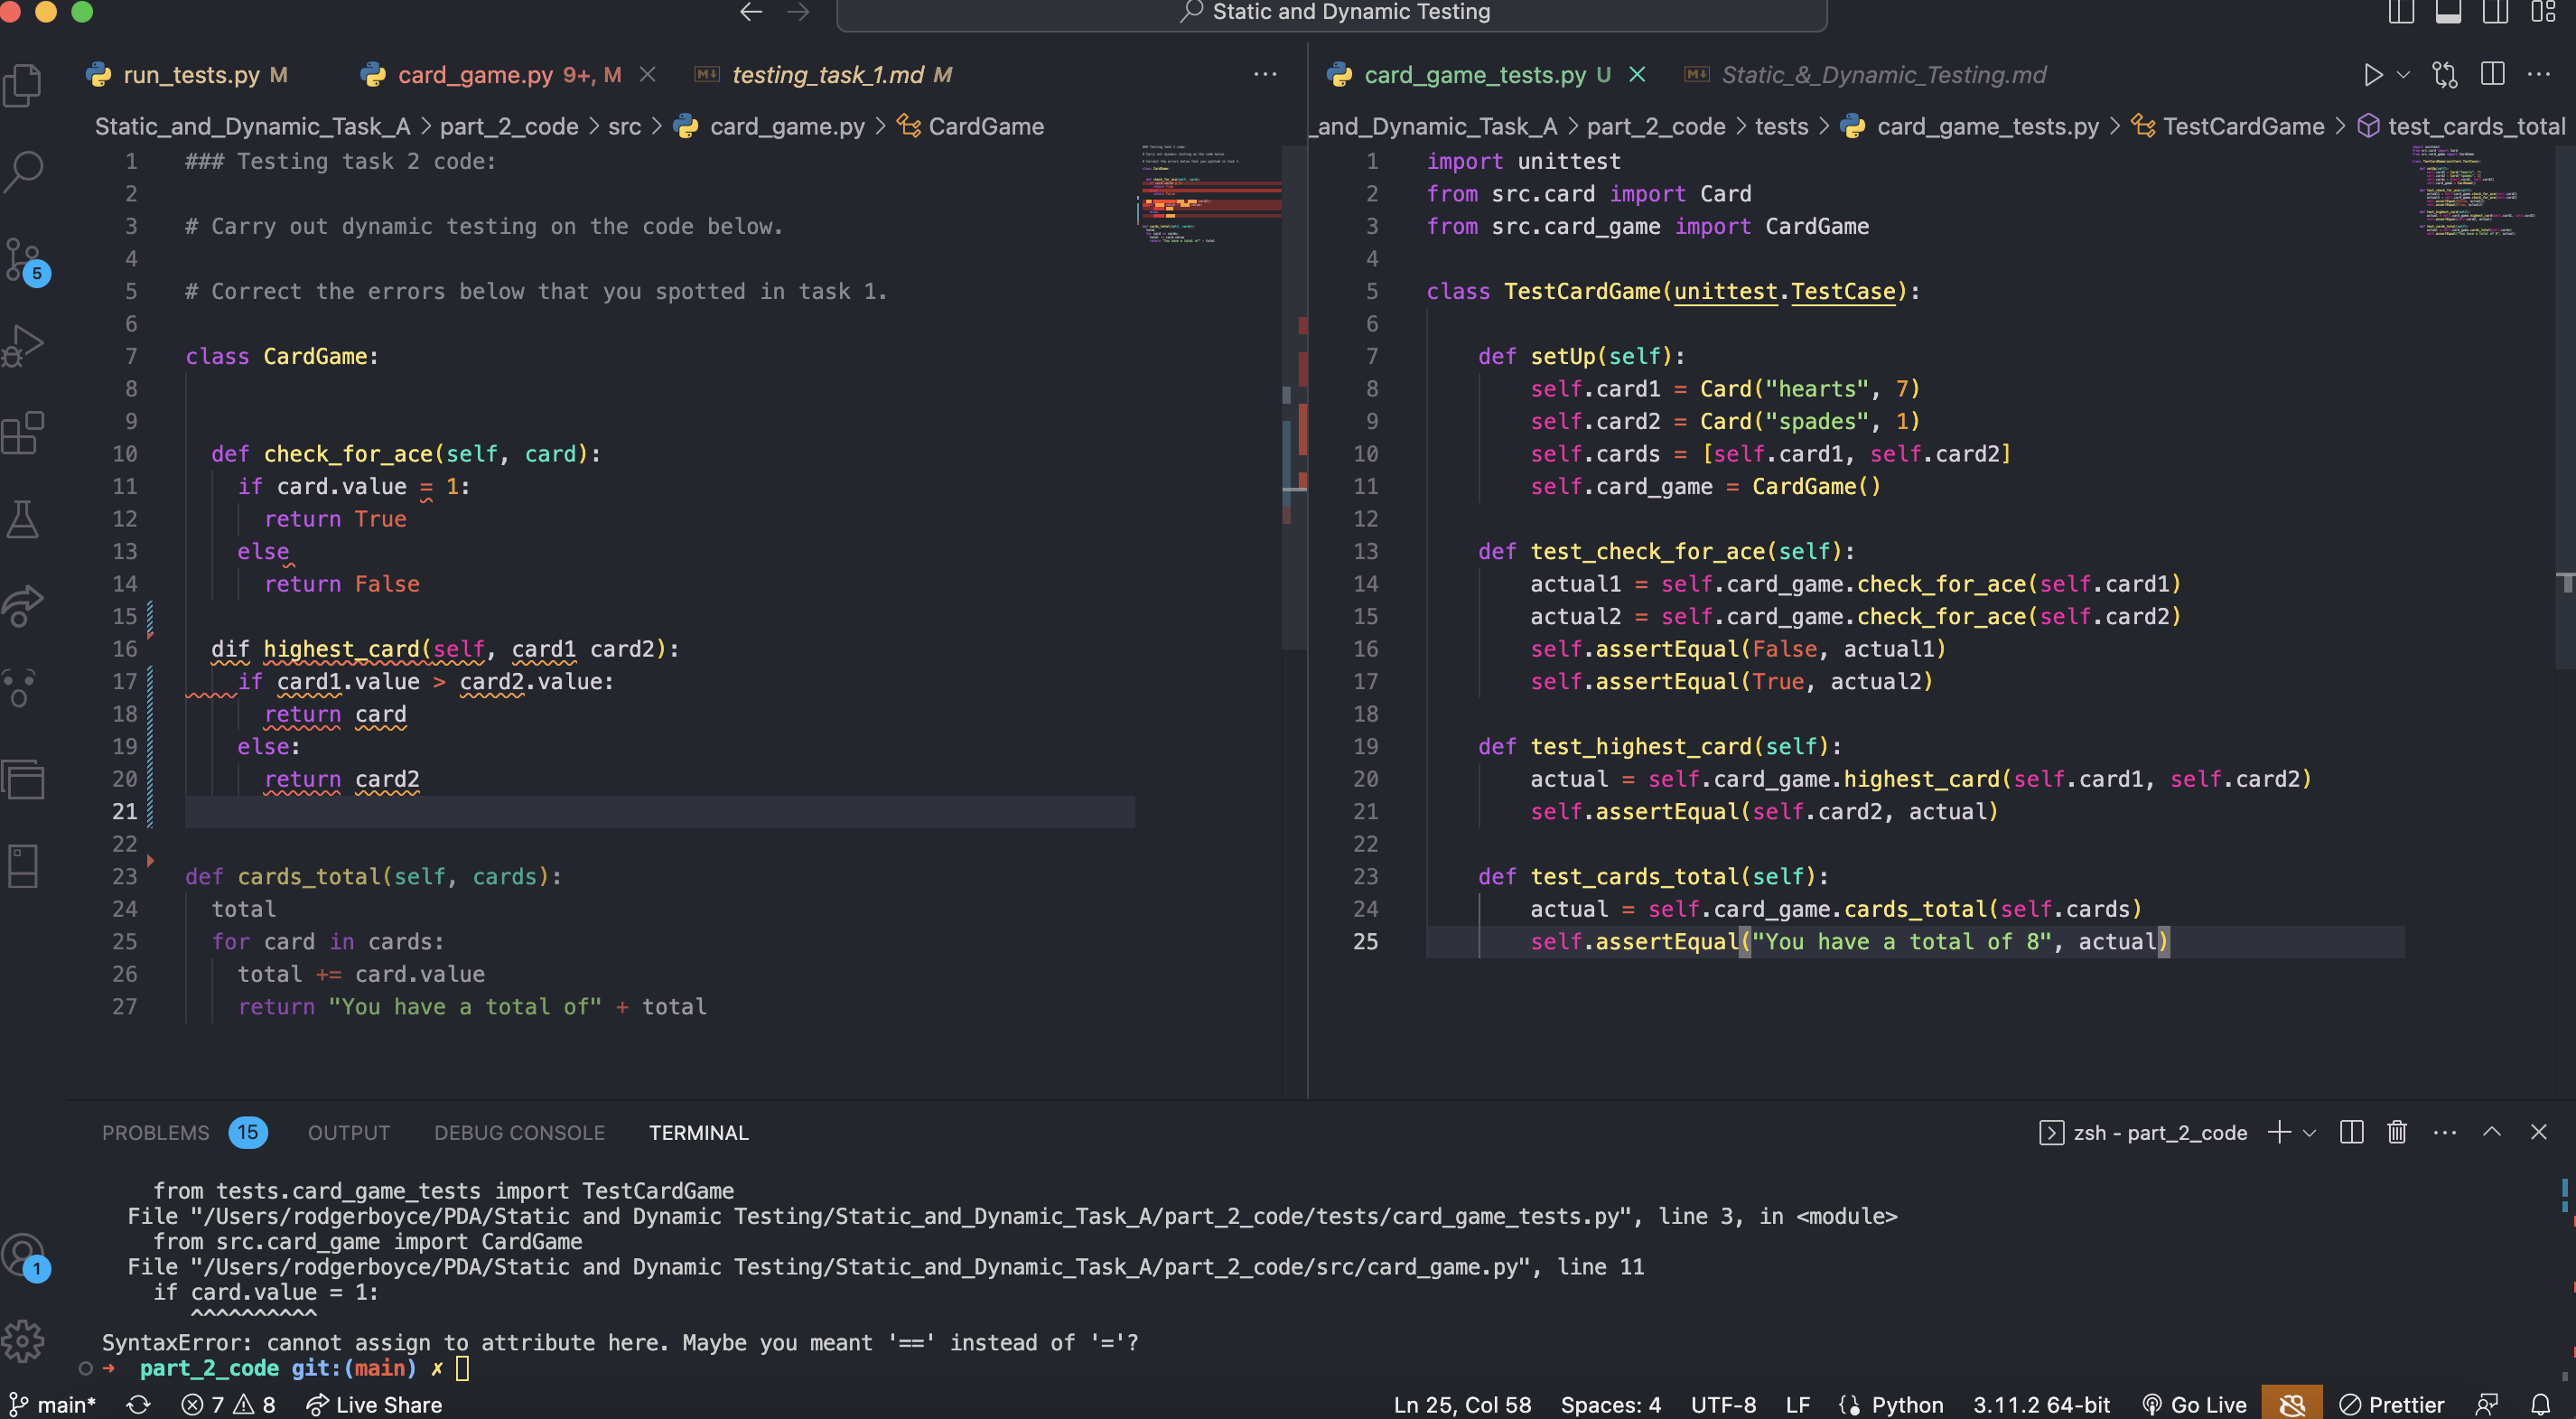 Static and Dynamic Testing
run_tests.py M
card_game.py 9+, M
testing_task_1.md M
Static_and_Dynamic_Task_A > part_2_code > src > card_game.py > CardGame
1 ### Testing task 2 code:
2
3 # Carry out dynamic testing on the code below.
4
5 # Correct the errors below that you spotted in task 1.
6
7 class CardGame:
8
9
10 def check_for_ace(self, card):
11 if card.value = 1:
12 return True
13 else
14 return False
15
16 dif highest_card(self, card1 card2):
17 if card1.value > card2.value:
18 return card
19 else:
20 return card2
21
22
23 def cards_total(self, cards):
24 total
25 for card in cards:
26 total += card.value
27 return "You have a total of" + total
card_game_tests.py U
Static_&_Dynamic_Testing.md
_and_Dynamic_Task_A > part_2_code > tests > card_game_tests.py > TestCardGame > test_cards_total
1 import unittest
2 from src.card import Card
3 from src.card_game import CardGame
4
5 class TestCardGame(unittest.TestCase):
6
7 def setUp(self):
8 self.card1 = Card("hearts", 7)
9 self.card2 = Card("spades", 1)
10 self.cards = [self.card1, self.card2]
11 self.card_game = CardGame()
12
13 def test_check_for_ace(self):
14 actual1 = self.card_game.check_for_ace(self.card1)
15 actual2 = self.card_game.check_for_ace(self.card2)
16 self.assertEqual(False, actual1)
17 self.assertEqual(True, actual2)
18
19 def test_highest_card(self):
20 actual = self.card_game.highest_card(self.card1, self.card2)
21 self.assertEqual(self.card2, actual)
22
23 def test_cards_total(self):
24 actual = self.card_game.cards_total(self.cards)
25 self.assertEqual("You have a total of 8", actual)
5
1
PROBLEMS 15 OUTPUT DEBUG CONSOLE TERMINAL
zsh - part_2_code
from tests.card_game_tests import TestCardGame
File "/Users/rodgerboyce/PDA/Static and Dynamic Testing/Static_and_Dynamic_Task_A/part_2_code/tests/card_game_tests.py", line 3, in <module>
from src.card_game import CardGame
File "/Users/rodgerboyce/PDA/Static and Dynamic Testing/Static_and_Dynamic_Task_A/part_2_code/src/card_game.py", line 11
if card.value = 1:
^^^^^^^^^^
SyntaxError: cannot assign to attribute here. Maybe you meant '==' instead of '='?
➜ part_2_code git:(main) ✗
main* 7 8 Live Share
Ln 25, Col 58 Spaces: 4 UTF-8 LF Python 3.11.2 64-bit Go Live Prettier